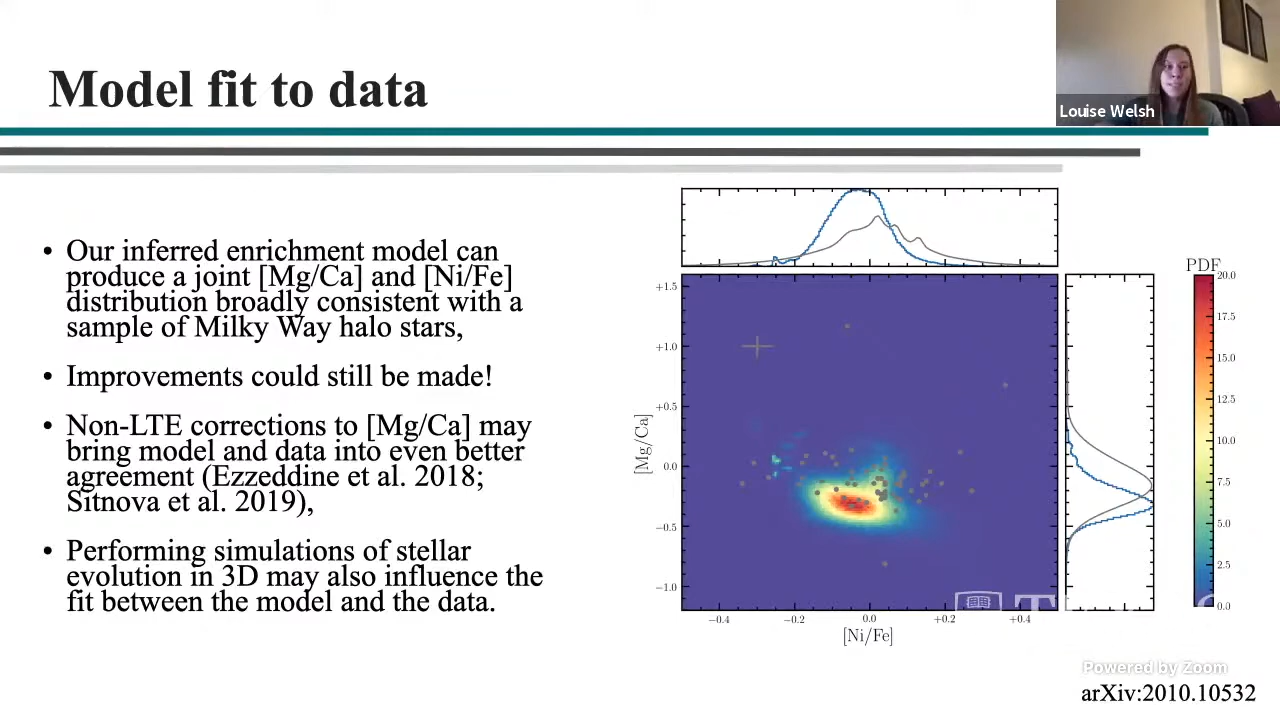 Model fit to data
Louise Welsh
• Our inferred enrichment model can
produce a joint [Mg/Ca] and [Ni/Fe]
distribution broadly consistent with a
sample of Milky Way halo stars,
• Improvements could still be made!
• Non-LTE corrections to [Mg/Ca] may
bring model and data into even better
agreement (Ezzeddine et al. 2018;
Sitnova et al. 2019),
• Performing simulations of stellar
evolution in 3D may also influence the
fit between the model and the data.
PDF
+1.5
+1.0
+0.5
0.0
−0.5
−1.0
[Mg/Ca]
−0.4 −0.2 0.0 +0.2 +0.4
[Ni/Fe]
20.0
17.5
15.0
12.5
10.0
7.5
5.0
2.5
0.0
Powered by Zoom
arXiv:2010.10532